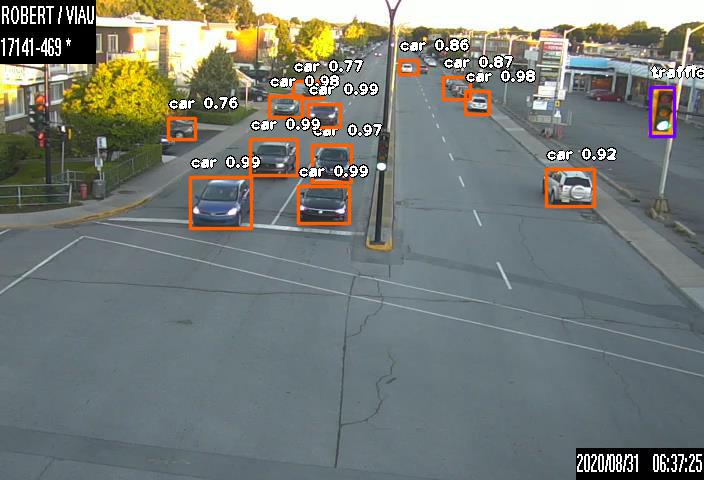 ROBERT / VIAU
17141-469 *
car 0.86
car 0.77
car 0.87
car 0.98
car 0.98
car 0.99
car 0.76
car 0.99
car 0.97
car 0.92
car 0.99
car 0.99
traffic
2020/08/31 06:37:25